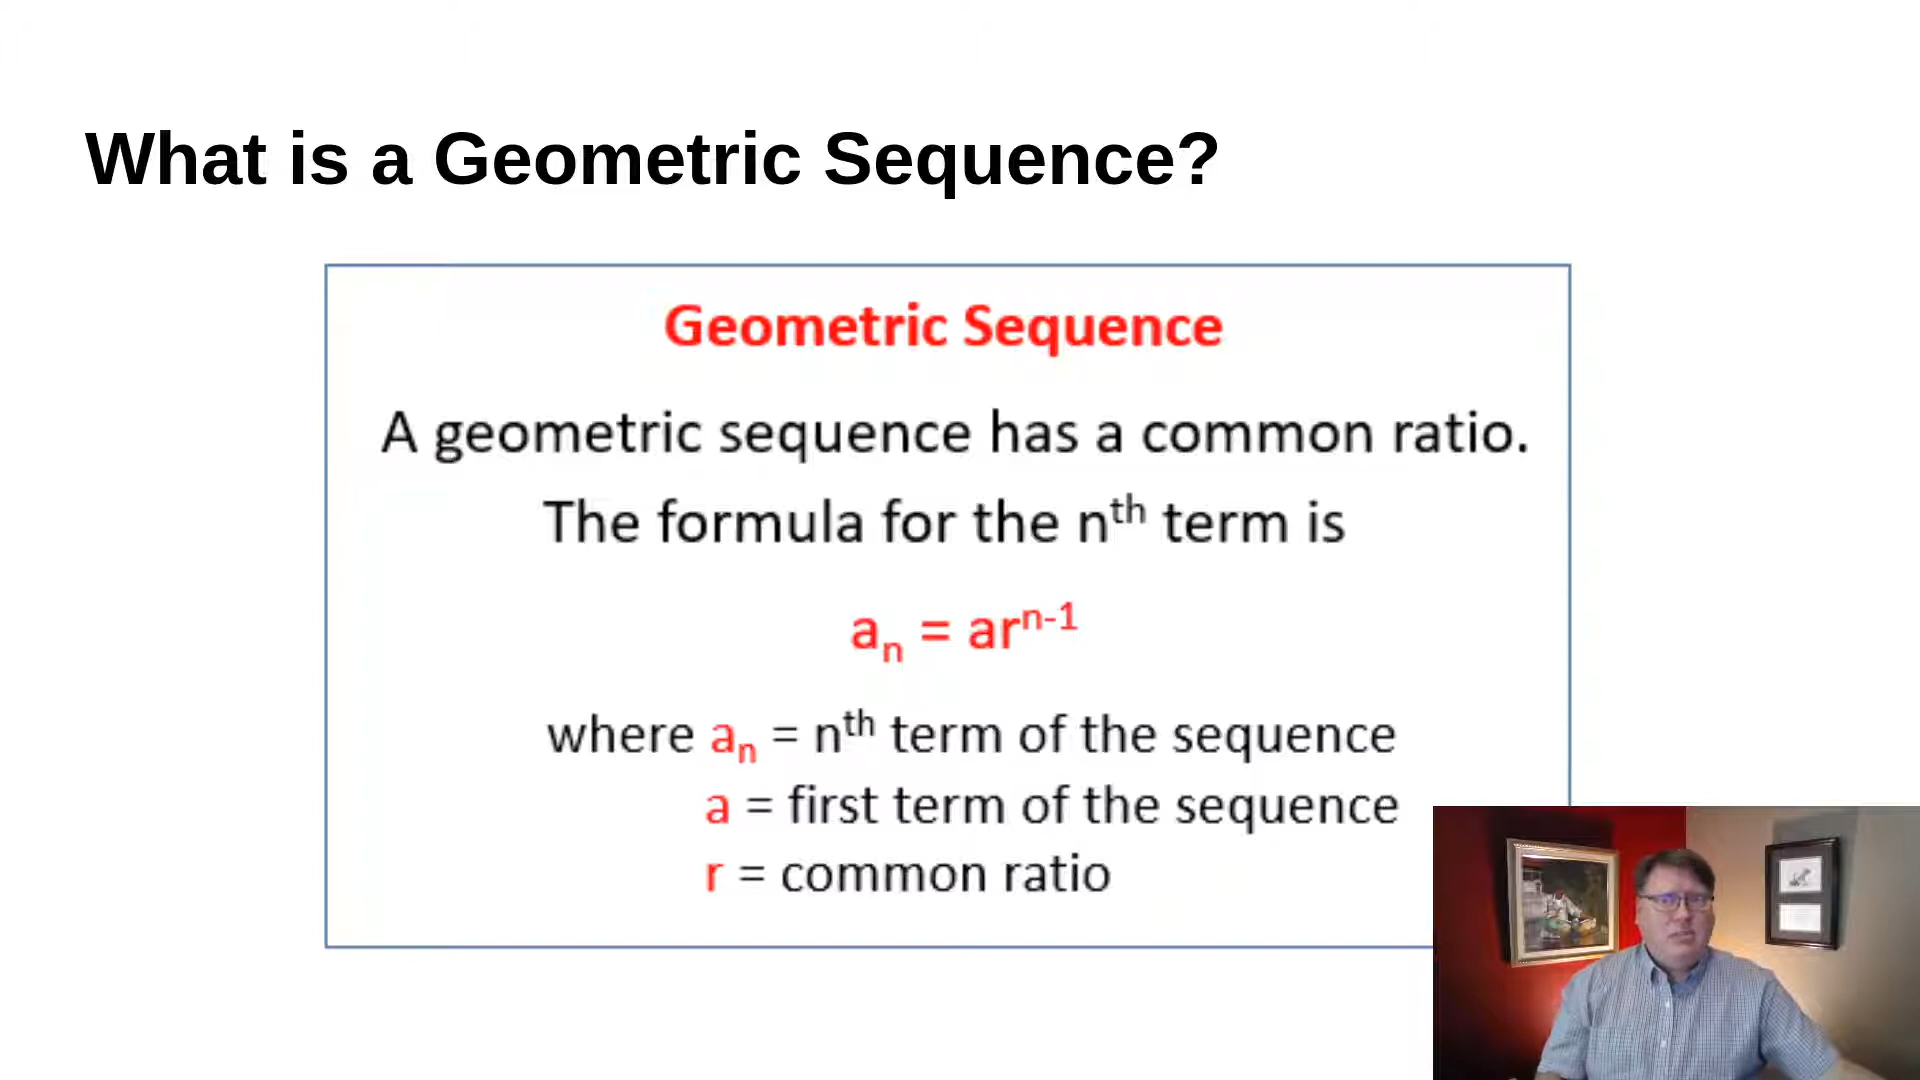 What is a Geometric Sequence?
Geometric Sequence
A geometric sequence has a common ratio.
The formula for the nᵗʰ term is
aₙ = arⁿ⁻¹
where aₙ = nᵗʰ term of the sequence
a = first term of the sequence
r = common ratio